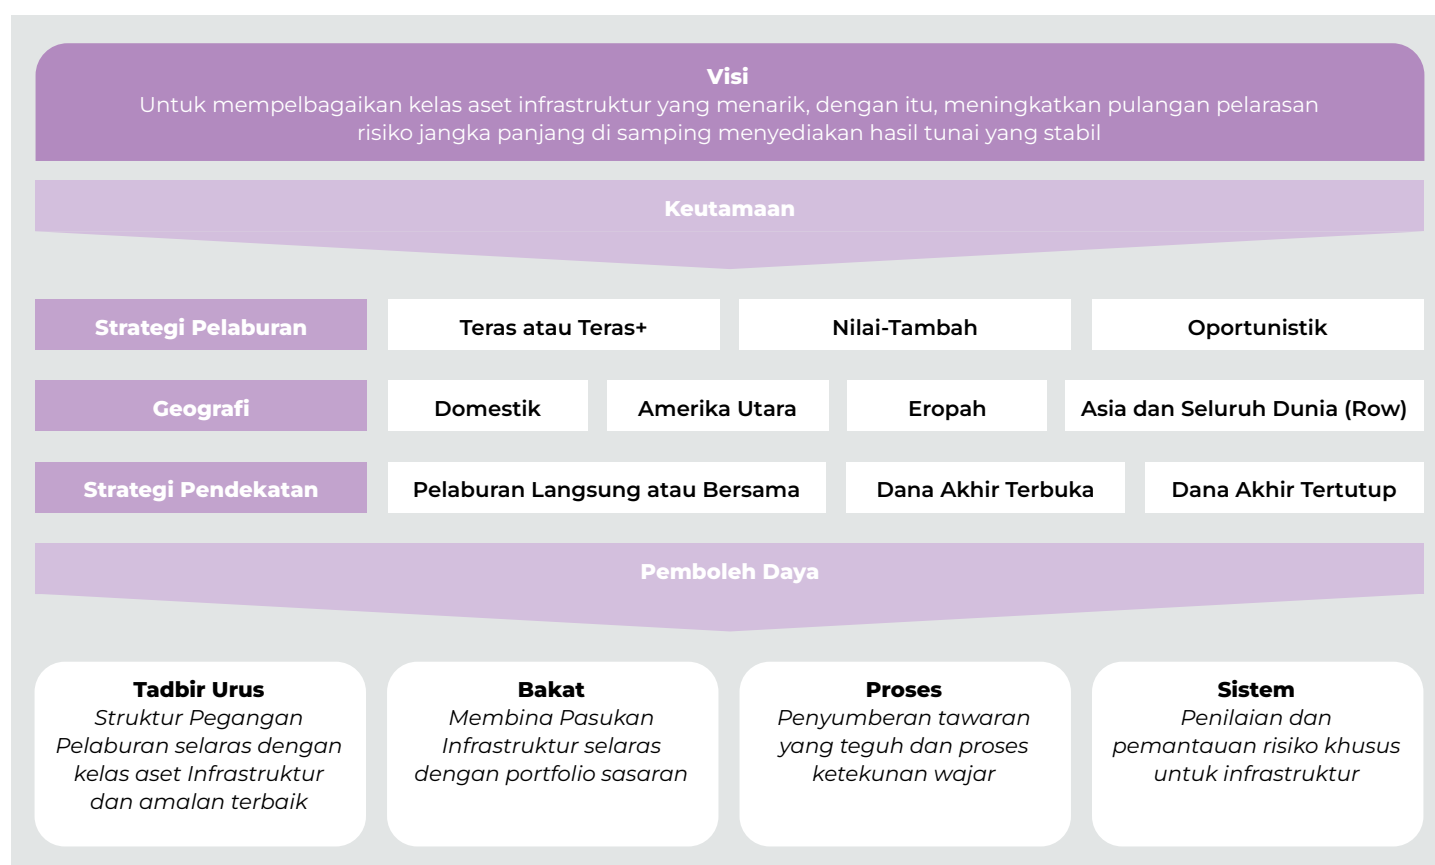 Visi
Untuk mempelbagaikan kelas aset infrastruktur yang menarik, dengan itu, meningkatkan pulangan pelarasan
risiko jangka panjang di samping menyediakan hasil tunai yang stabil
Keutamaan
Strategi Pelaburan
Teras atau Teras+
Nilai-Tambah
Oportunistik
Geografi
Domestik
Amerika Utara
Eropah
Asia dan Seluruh Dunia (Row)
Strategi Pendekatan
Pelaburan Langsung atau Bersama
Dana Akhir Terbuka
Dana Akhir Tertutup
Pemboleh Daya
Tadbir Urus
Struktur Pegangan
Pelaburan selaras dengan
kelas aset Infrastruktur
dan amalan terbaik
Bakat
Membina Pasukan
Infrastruktur selaras
dengan portfolio sasaran
Proses
Penyumberan tawaran
yang teguh dan proses
ketekunan wajar
Sistem
Penilaian dan
pemantauan risiko khusus
untuk infrastruktur